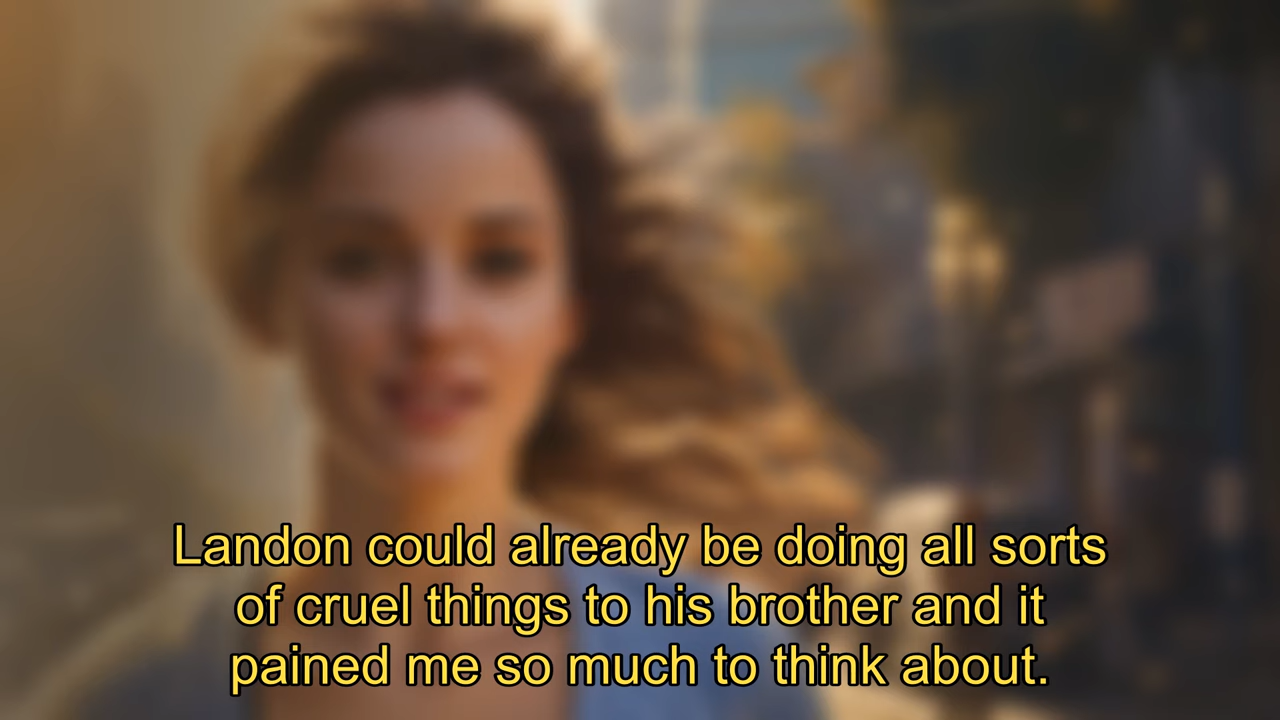 Landon could already be doing all sorts
of cruel things to his brother and it
pained me so much to think about.